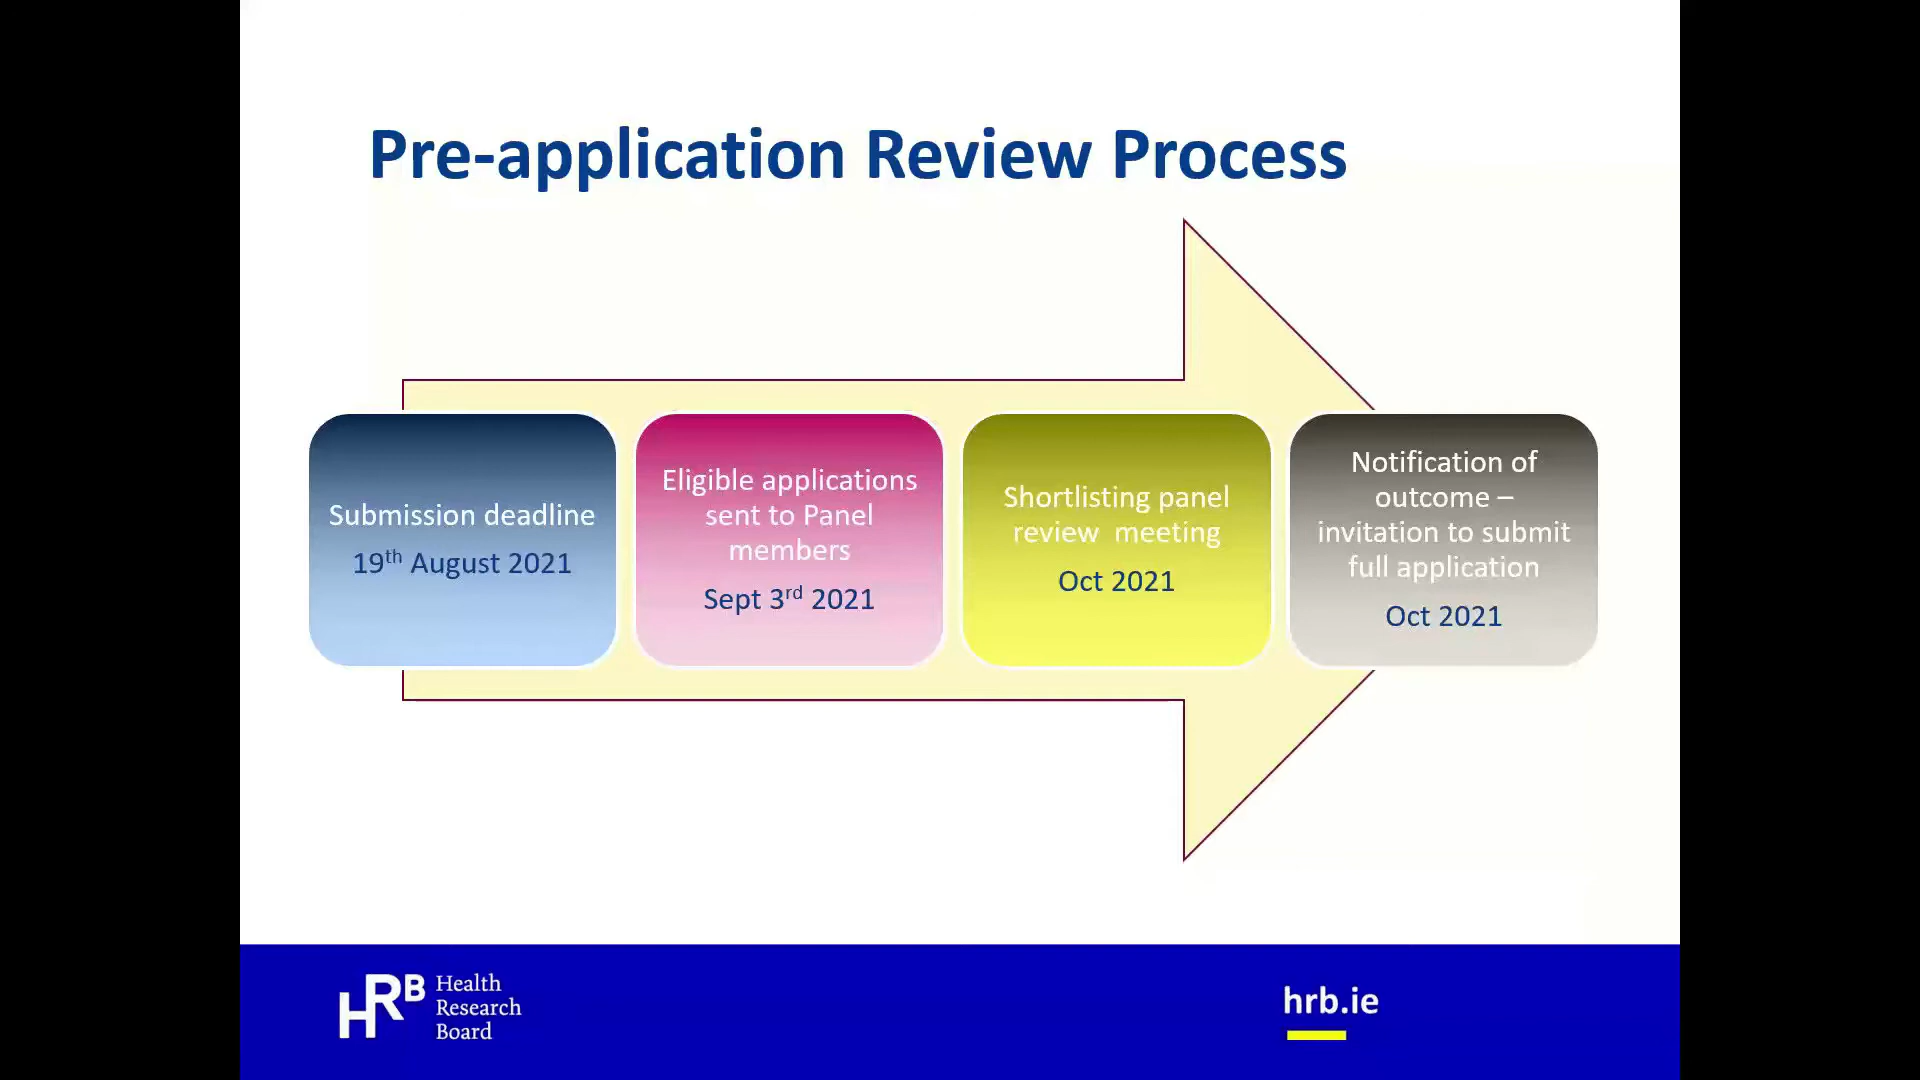 Pre-application Review Process
Submission deadline
19th August 2021
Eligible applications
sent to Panel
members
Sept 3rd 2021
Shortlisting panel
review meeting
Oct 2021
Notification of
outcome –
invitation to submit
full application
Oct 2021
HRB
Health
Research
Board
hrb.ie